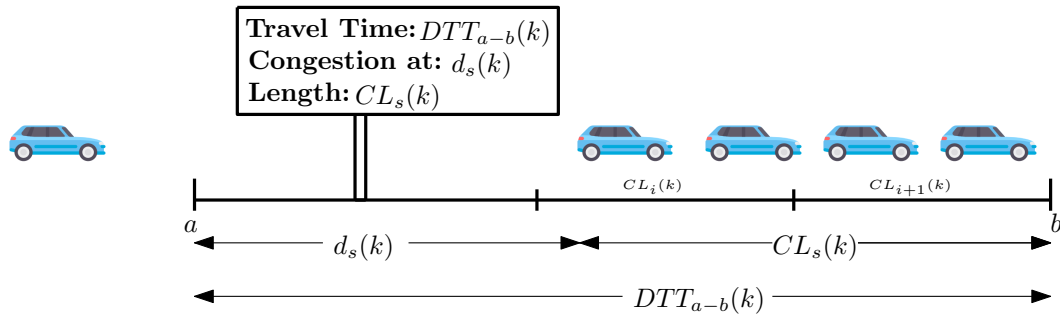 Travel Time: $DTT_{a-b}(k)$
Congestion at: $d_s(k)$
Length: $CL_s(k)$
$CL_i(k)$ $CL_{i+1}(k)$
$a$ $b$
$d_s(k)$ $CL_s(k)$
$DTT_{a-b}(k)$